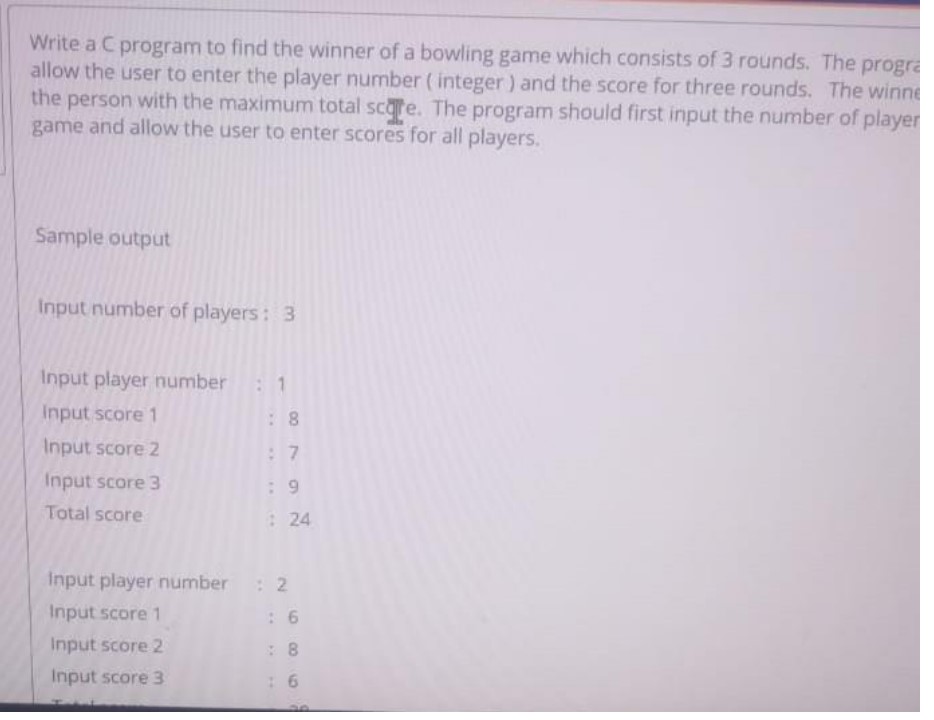 Write a C program to find the winner of a bowling game which consists of 3 rounds. The progra
allow the user to enter the player number ( integer ) and the score for three rounds. The winne
the person with the maximum total score. The program should first input the number of player
game and allow the user to enter scores for all players.
Sample output
Input number of players : 3
Input player number : 1
Input score 1 : 8
Input score 2 : 7
Input score 3 : 9
Total score : 24
Input player number : 2
Input score 1 : 6
Input score 2 : 8
Input score 3 : 6